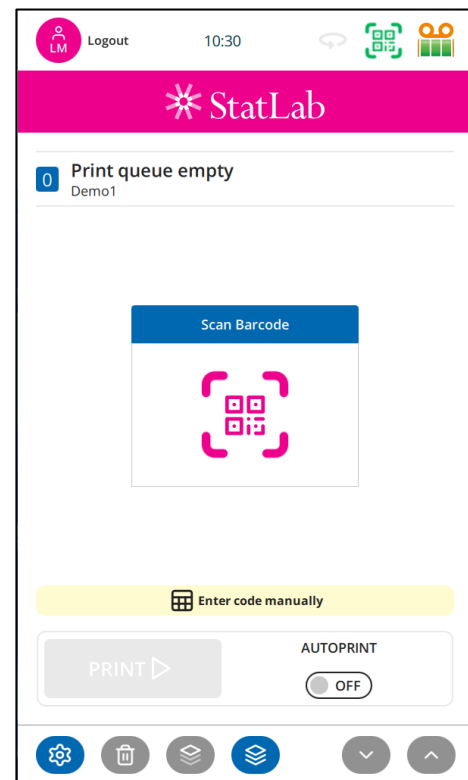 LM
Logout
10:30
StatLab
0
Print queue empty
Demo1
Scan Barcode
Enter code manually
PRINT
AUTOPRINT
OFF